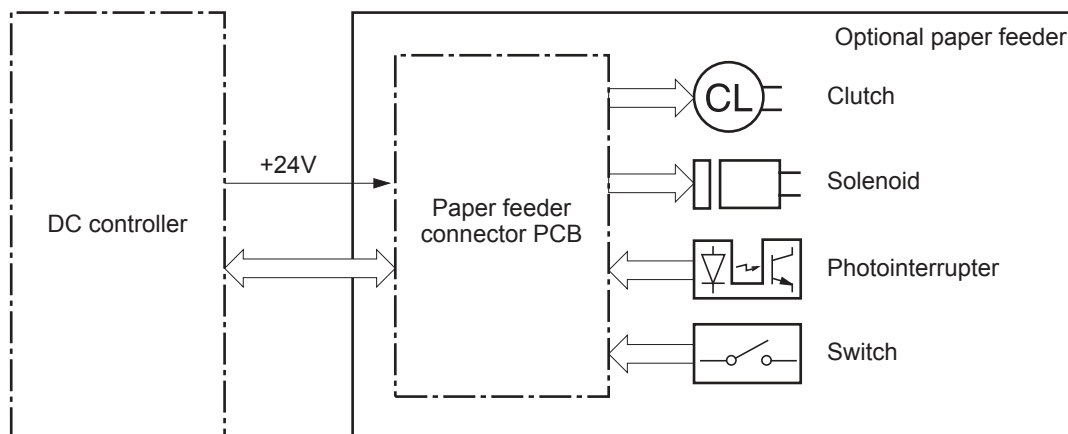 Optional paper feeder
CL
Clutch
+24V
Solenoid
DC controller
Paper feeder
connector PCB
Photointerrupter
Switch